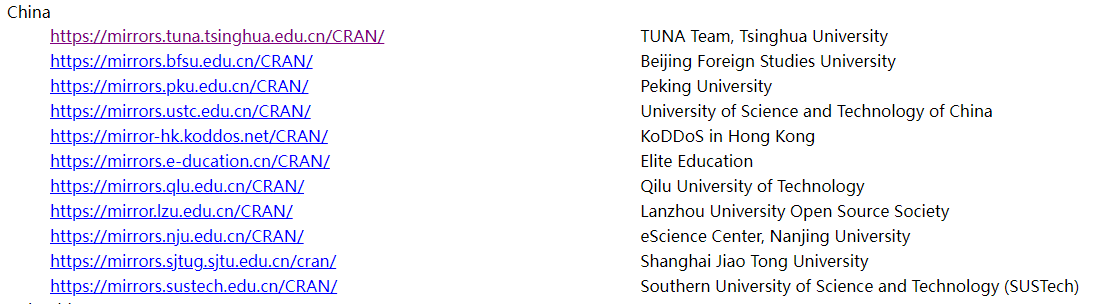 China
https://mirrors.tuna.tsinghua.edu.cn/CRAN/ TUNA Team, Tsinghua University
https://mirrors.bfsu.edu.cn/CRAN/ Beijing Foreign Studies University
https://mirrors.pku.edu.cn/CRAN/ Peking University
https://mirrors.ustc.edu.cn/CRAN/ University of Science and Technology of China
https://mirror-hk.koddos.net/CRAN/ KoDDoS in Hong Kong
https://mirrors.e-ducation.cn/CRAN/ Elite Education
https://mirrors.qlu.edu.cn/CRAN/ Qilu University of Technology
https://mirror.lzu.edu.cn/CRAN/ Lanzhou University Open Source Society
https://mirrors.nju.edu.cn/CRAN/ eScience Center, Nanjing University
https://mirrors.sjtug.sjtu.edu.cn/cran/ Shanghai Jiao Tong University
https://mirrors.sustech.edu.cn/CRAN/ Southern University of Science and Technology (SUSTech)